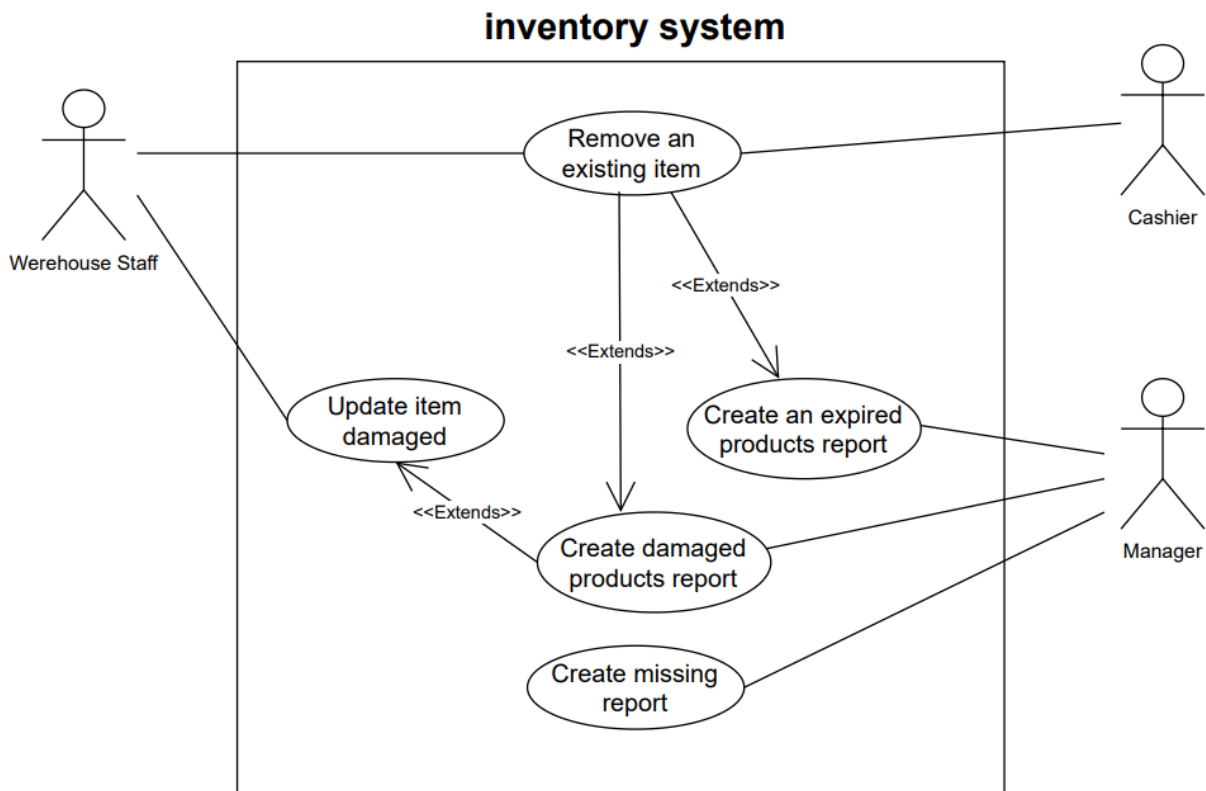 inventory system
Remove an
existing item
Cashier
Werehouse Staff
<<Extends>>
<<Extends>>
Update item
damaged
Create an expired
products report
<<Extends>>
Create damaged
products report
Manager
Create missing
report